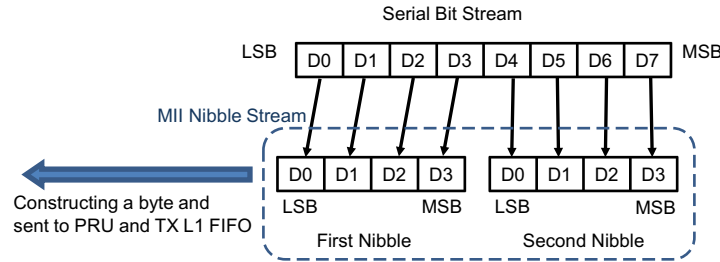 Serial Bit Stream
LSB D0 D1 D2 D3 D4 D5 D6 D7 MSB
MII Nibble Stream
D0 D1 D2 D3 D0 D1 D2 D3
Constructing a byte and
sent to PRU and TX L1 FIFO
LSB MSB LSB MSB
First Nibble Second Nibble